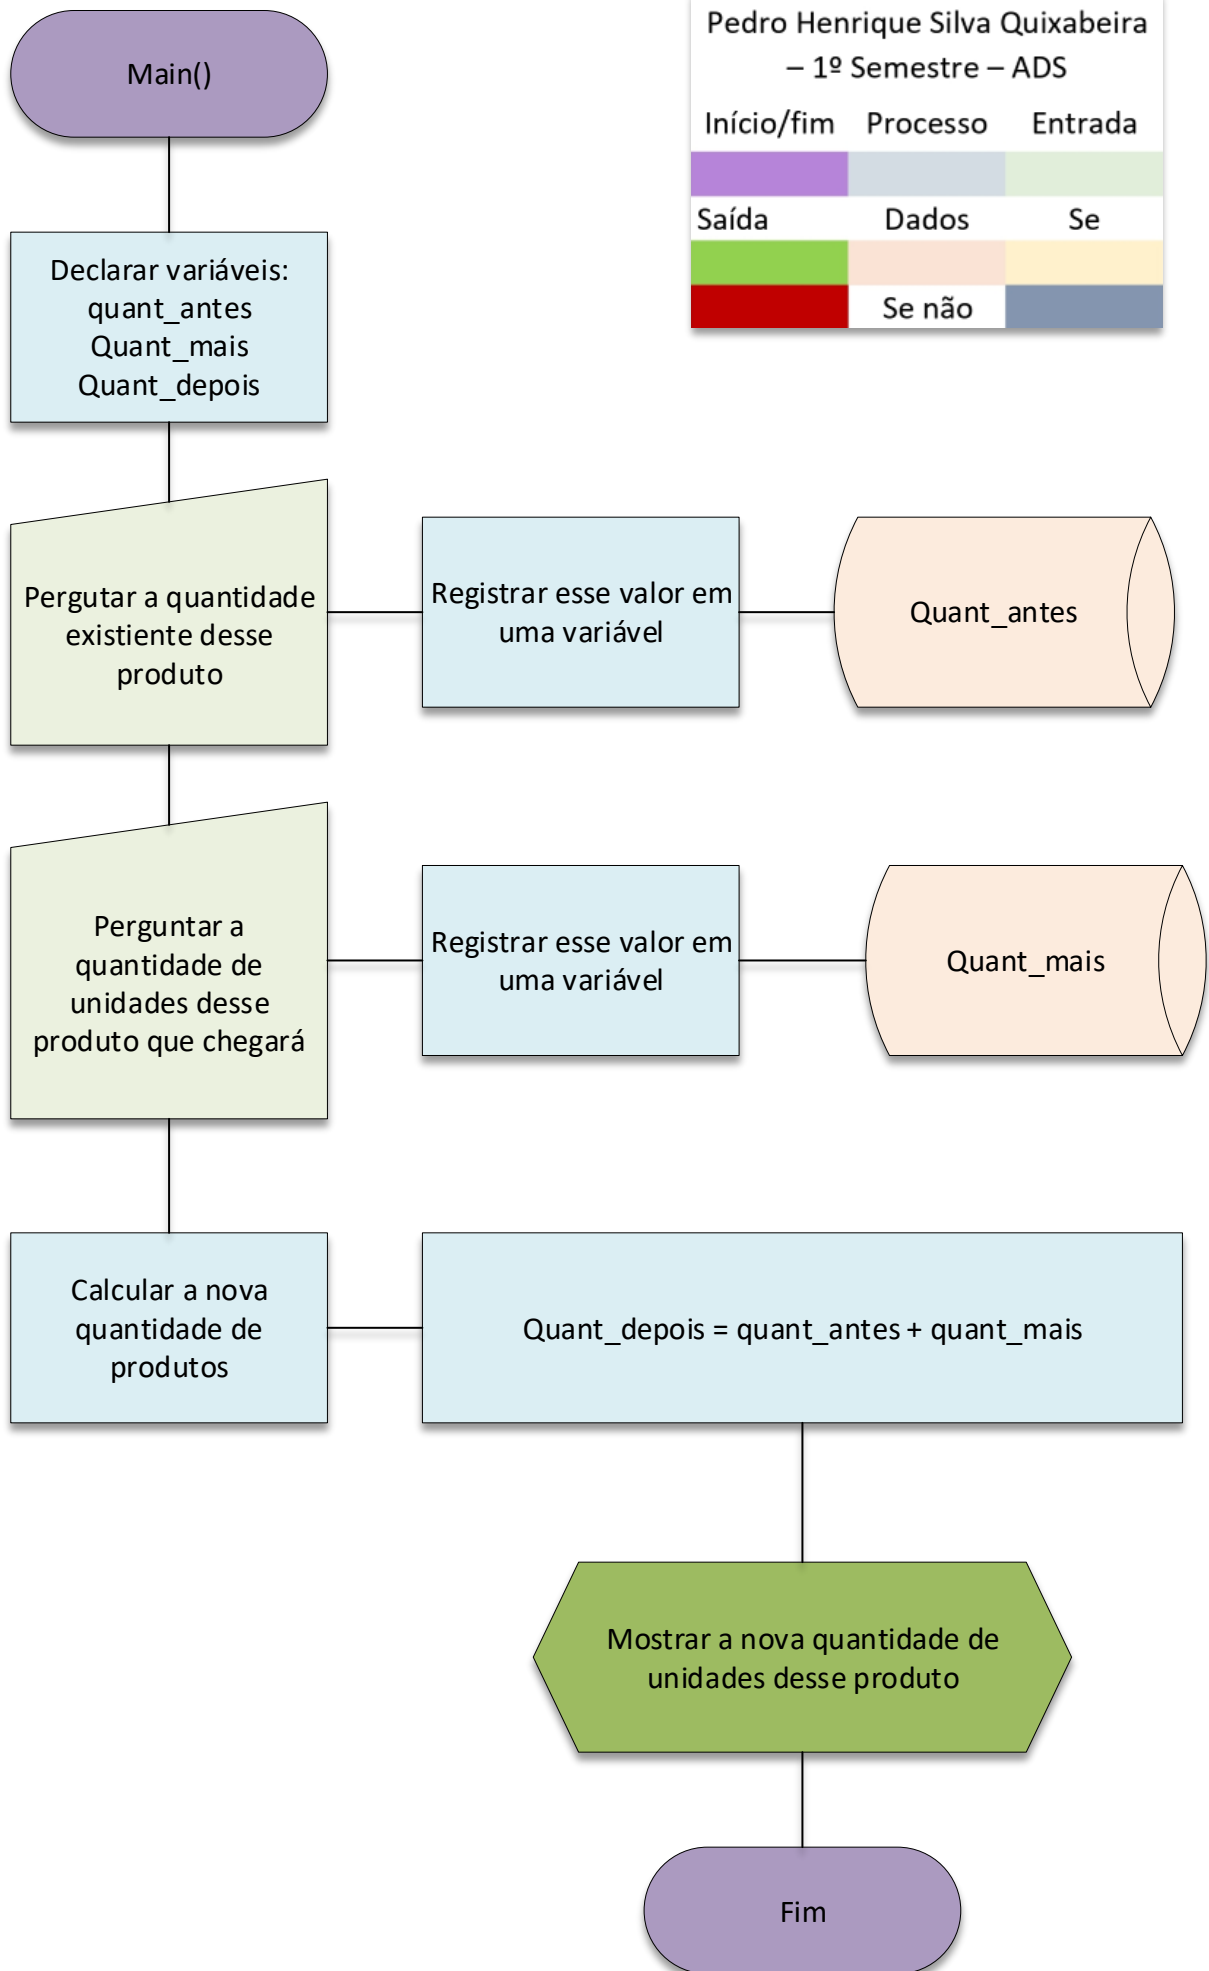 Main()
Pedro Henrique Silva Quixabeira
– 1º Semestre – ADS
Início/fim Processo Entrada
Saída Dados Se
Se não
Declarar variáveis:
quant_antes
Quant_mais
Quant_depois
Pergutar a quantidade
existiente desse
produto
Registrar esse valor em
uma variável
Quant_antes
Perguntar a
quantidade de
unidades desse
produto que chegará
Registrar esse valor em
uma variável
Quant_mais
Calcular a nova
quantidade de
produtos
Quant_depois = quant_antes + quant_mais
Mostrar a nova quantidade de
unidades desse produto
Fim